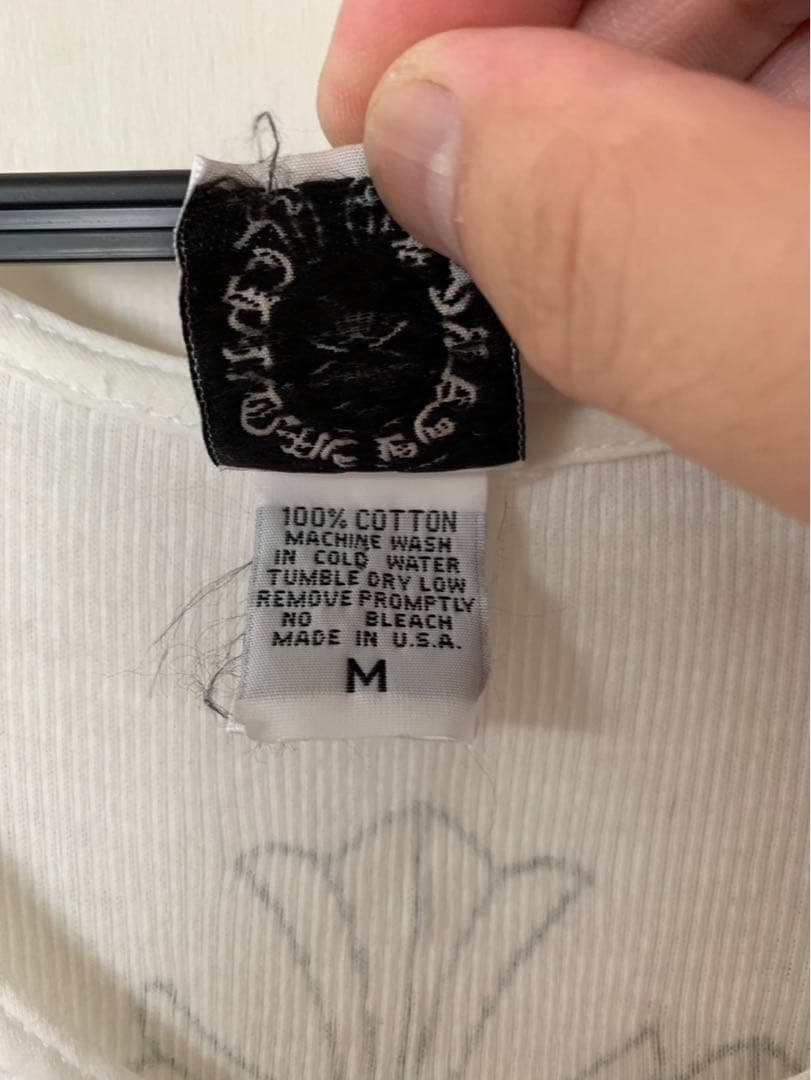 100% COTTON
MACHINE WASH
IN COLD WATER
TUMBLE DRY LOW
REMOVE PROMPTLY
NO BLEACH
MADE IN U.S.A.
M